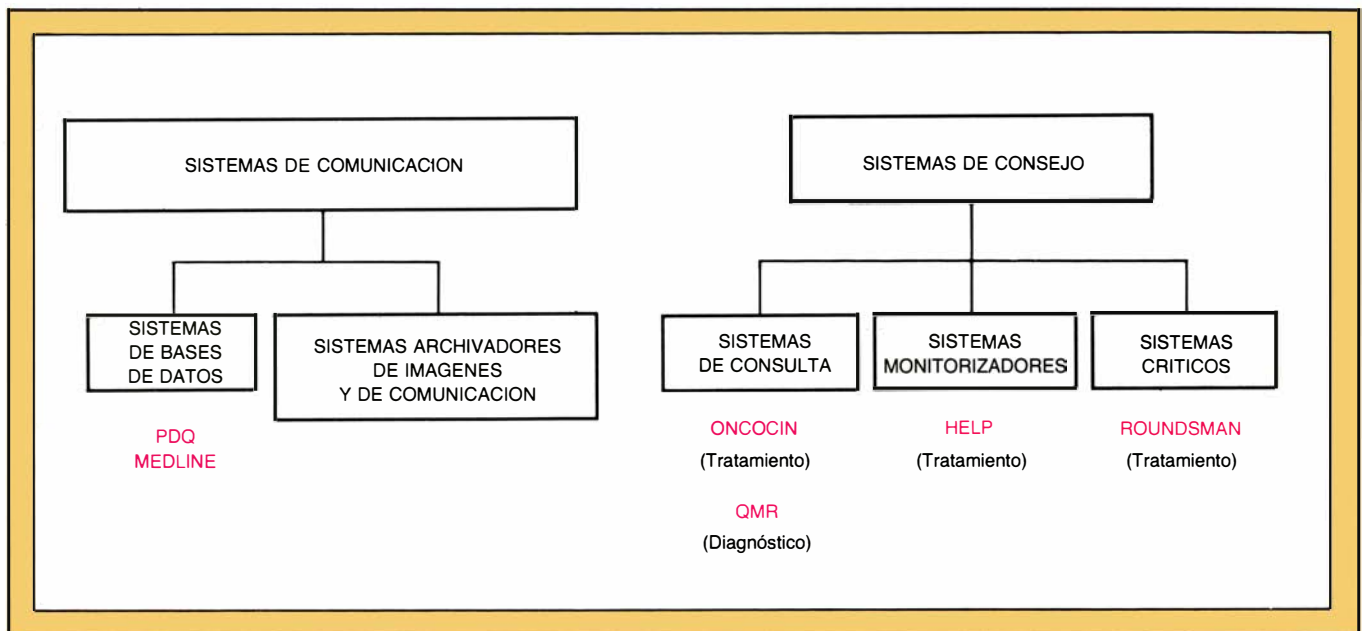 SISTEMAS DE COMUNICACION
SISTEMAS DE CONSEJO
SISTEMAS
DE BASES
DE DATOS
SISTEMAS ARCHIVADORES
DE IMAGENES
Y DE COMUNICACION
SISTEMAS
DE CONSULTA
SISTEMAS
MONITORIZADORES
SISTEMAS
CRITICOS
PDQ
MEDLINE
ONCOCIN
(Tratamiento)
QMR
(Diagnóstico)
HELP
(Tratamiento)
ROUNDSMAN
(Tratamiento)